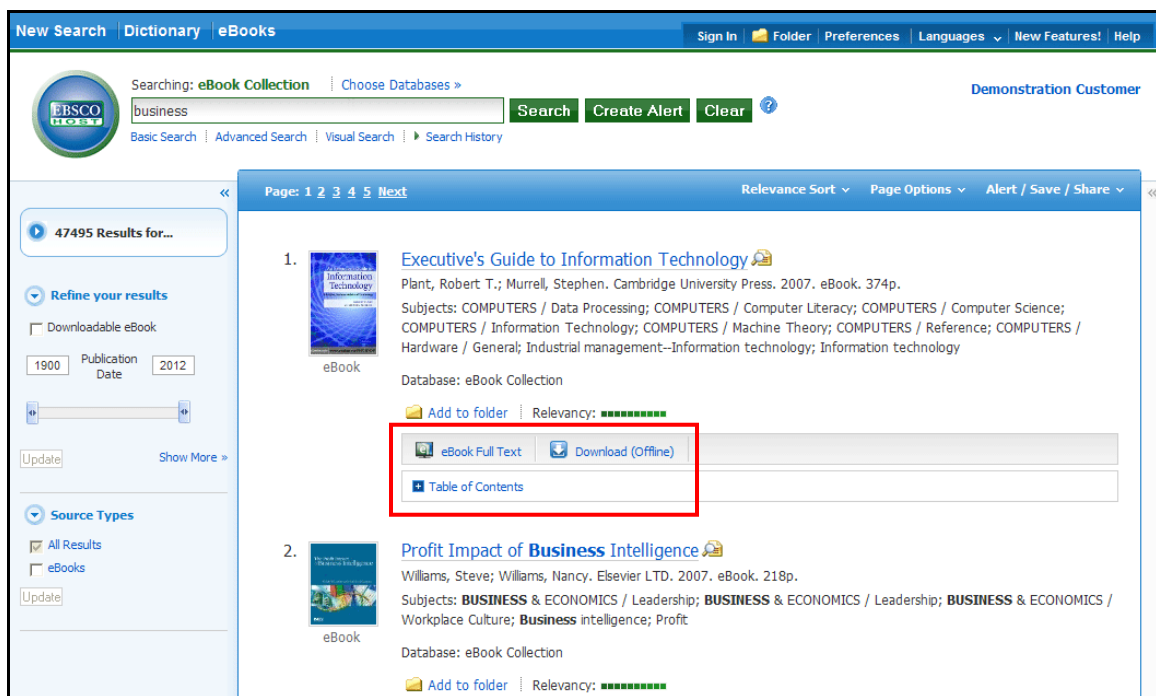 New Search Dictionary eBooks
Sign In Folder Preferences Languages New Features! Help
EBSCO
HOST
Searching: eBook Collection Choose Databases »
business
Search Create Alert Clear ?
Demonstration Customer
Basic Search Advanced Search Visual Search Search History
«
Page: 1 2 3 4 5 Next
Relevance Sort Page Options Alert / Save / Share
«
47495 Results for...
Refine your results
Downloadable eBook
1900 Publication Date 2012
Update
Show More »
Source Types
All Results
eBooks
Update
1.
Information
Technology
eBook
Executive's Guide to Information Technology
Plant, Robert T.; Murrell, Stephen. Cambridge University Press. 2007. eBook. 374p.
Subjects: COMPUTERS / Data Processing; COMPUTERS / Computer Literacy; COMPUTERS / Computer Science;
COMPUTERS / Information Technology; COMPUTERS / Machine Theory; COMPUTERS / Reference; COMPUTERS /
Hardware / General; Industrial management--Information technology; Information technology
Database: eBook Collection
Add to folder Relevancy:
eBook Full Text Download (Offline)
Table of Contents
2.
eBook
Profit Impact of Business Intelligence
Williams, Steve; Williams, Nancy. Elsevier LTD. 2007. eBook. 218p.
Subjects: BUSINESS & ECONOMICS / Leadership; BUSINESS & ECONOMICS / Leadership; BUSINESS & ECONOMICS /
Workplace Culture; Business intelligence; Profit
Database: eBook Collection
Add to folder Relevancy: